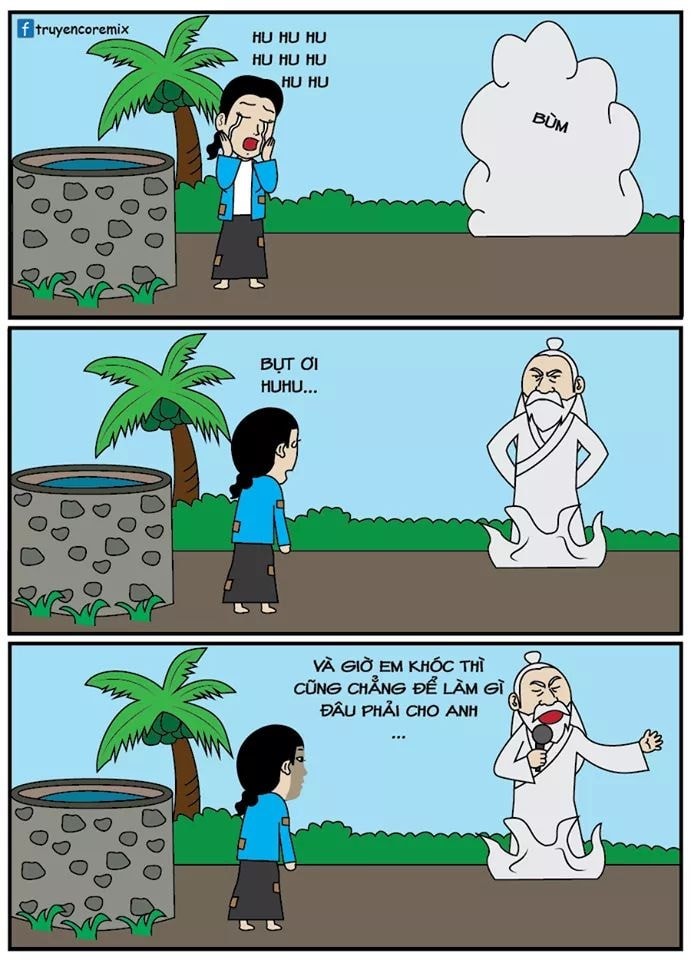 truyencoremix
HU HU HU
HU HU HU
HU HU
BÙM
BỤT ƠI
HUHU...
VÀ GIỜ EM KHÓC THÌ
CŨNG CHẲNG ĐỂ LÀM GÌ
ĐÂU PHẢI CHO ANH
...